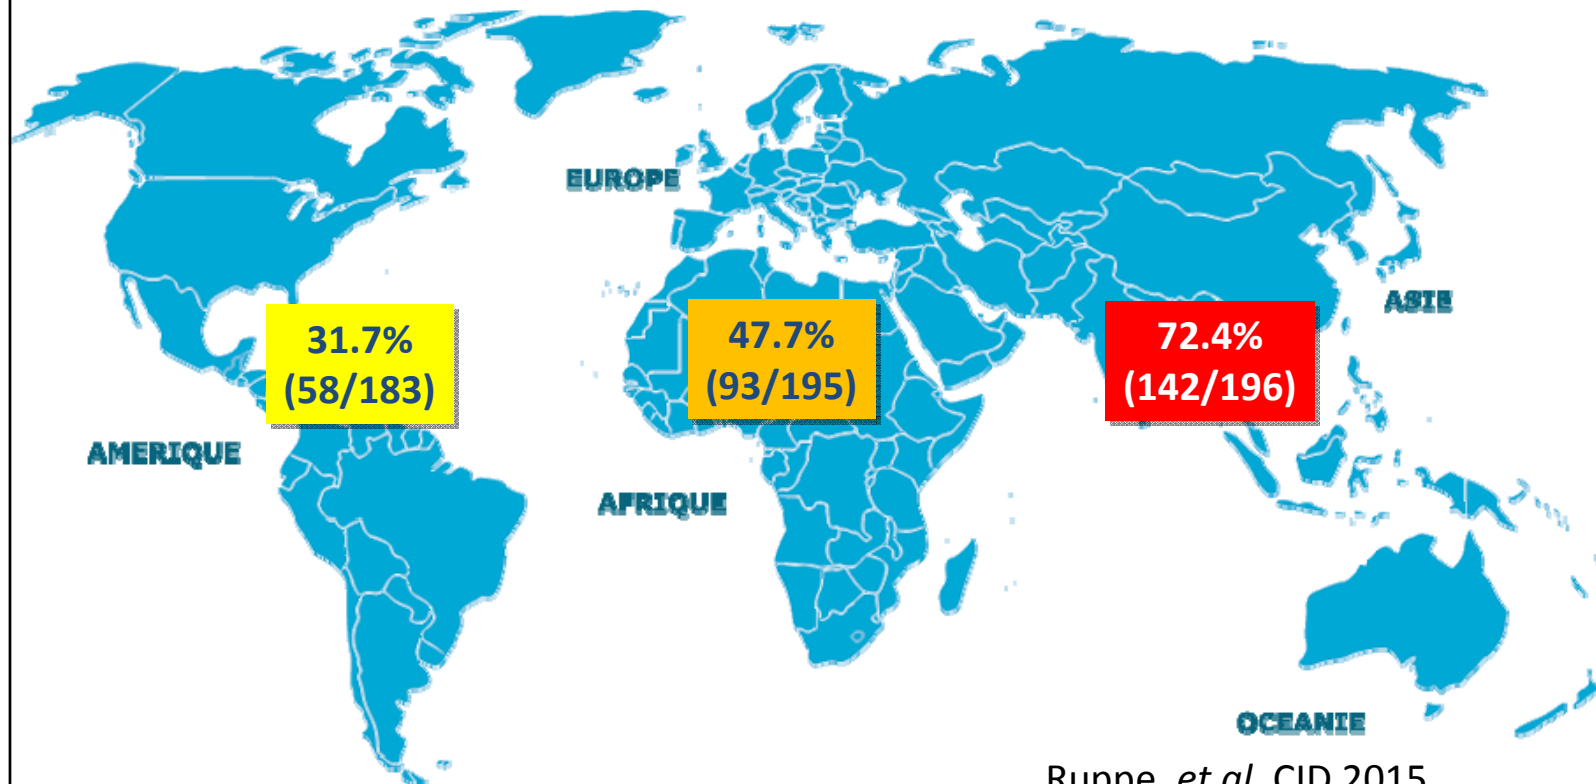 EUROPE
ASIE
31.7%
(58/183)
47.7%
(93/195)
72.4%
(142/196)
AMERIQUE
AFRIQUE
OCEANIE
Ruppe, et al, CID 2015